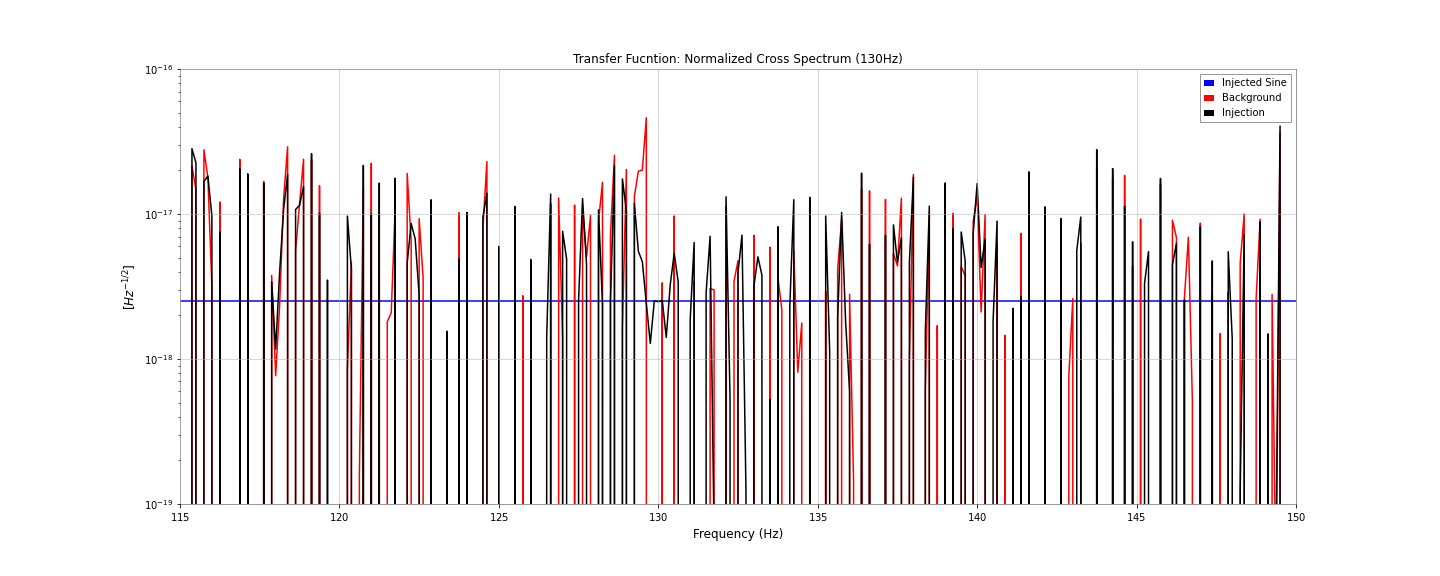 Transfer Fucntion: Normalized Cross Spectrum (130Hz)
10⁻¹⁶
10⁻¹⁷
10⁻¹⁸
10⁻¹⁹
[Hz⁻¹/²]
Injected Sine
Background
Injection
115 120 125 130 135 140 145 150
Frequency (Hz)